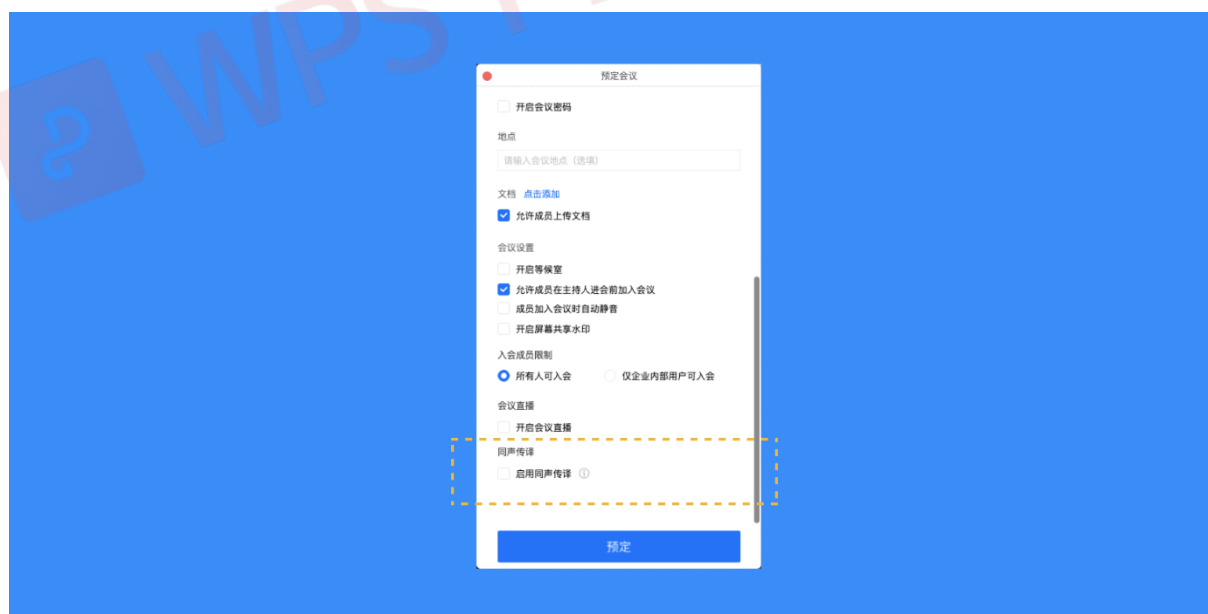 WPS
预定会议
开启会议密码
地点
请输入会议地点（选填）
文档 点击添加
允许成员上传文档
会议设置
开启等候室
允许成员在主持人进会前加入会议
成员加入会议时自动静音
开启屏幕共享水印
入会成员限制
所有人可入会 仅企业内部用户可入会
会议直播
开启会议直播
同声传译
启用同声传译
预定